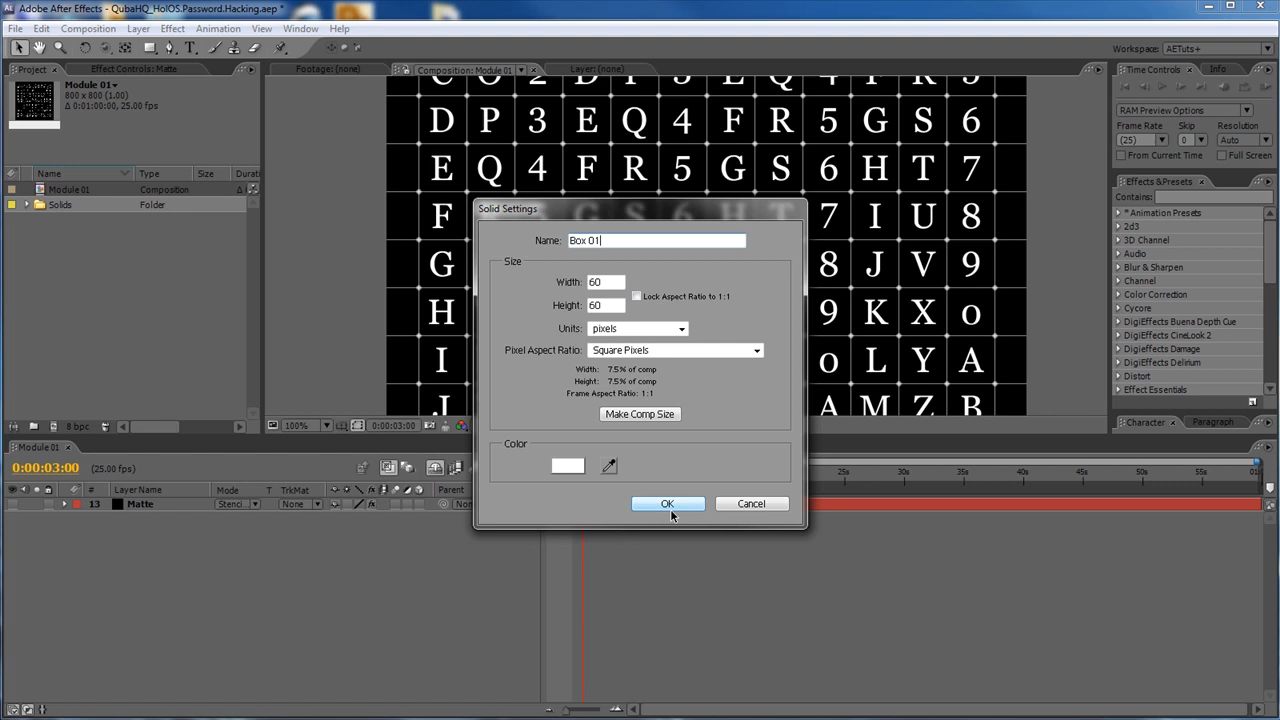 Adobe After Effects - QubaHQ_HolOS.Password.Hacking.aep *
File Edit Composition Layer Effect Animation View Window Help
Workspace: AETuts+
Project Effect Controls: Matte
Footage: (none) Composition: Module 01 Layer: (none)
Time Controls Info
Module 01
800 x 800 (1.00)
Δ 0:01:00:00, 25.00 fps
RAM Preview Options
Frame Rate Skip Resolution
(25) 0 Auto
From Current Time Full Screen
Name Type Size Durati
Module 01 Composition
Solids Folder
Effects & Presets
Contains:
* Animation Presets
2d3
3D Channel
Audio
Blur & Sharpen
Channel
Color Correction
Cycore
DigiEffects Buena Depth Cue
DigiEffects CineLook 2
Digieffects Damage
DigiEffects Delirium
Distort
Effect Essentials
D P 3 E Q 4 F R 5 G S 6
E Q 4 F R 5 G S 6 H T 7
F G S 6 H T 7 I U 8
G 8 J V 9
H 9 K X o
I o L Y A
J A M Z B
Solid Settings
Name: Box 01
Size
Width: 60
Height: 60
Lock Aspect Ratio to 1:1
Units: pixels
Pixel Aspect Ratio: Square Pixels
Width: 7.5% of comp
Height: 7.5% of comp
Frame Aspect Ratio: 1:1
Make Comp Size
Color
OK Cancel
8 bpc
100% 0:00:03:00
Character Paragraph
Module 01
0:00:03:00 (25.00 fps)
# Layer Name Mode T TrkMat Parent
13 Matte Stenci... None
25s 30s 35s 40s 45s 50s 55s